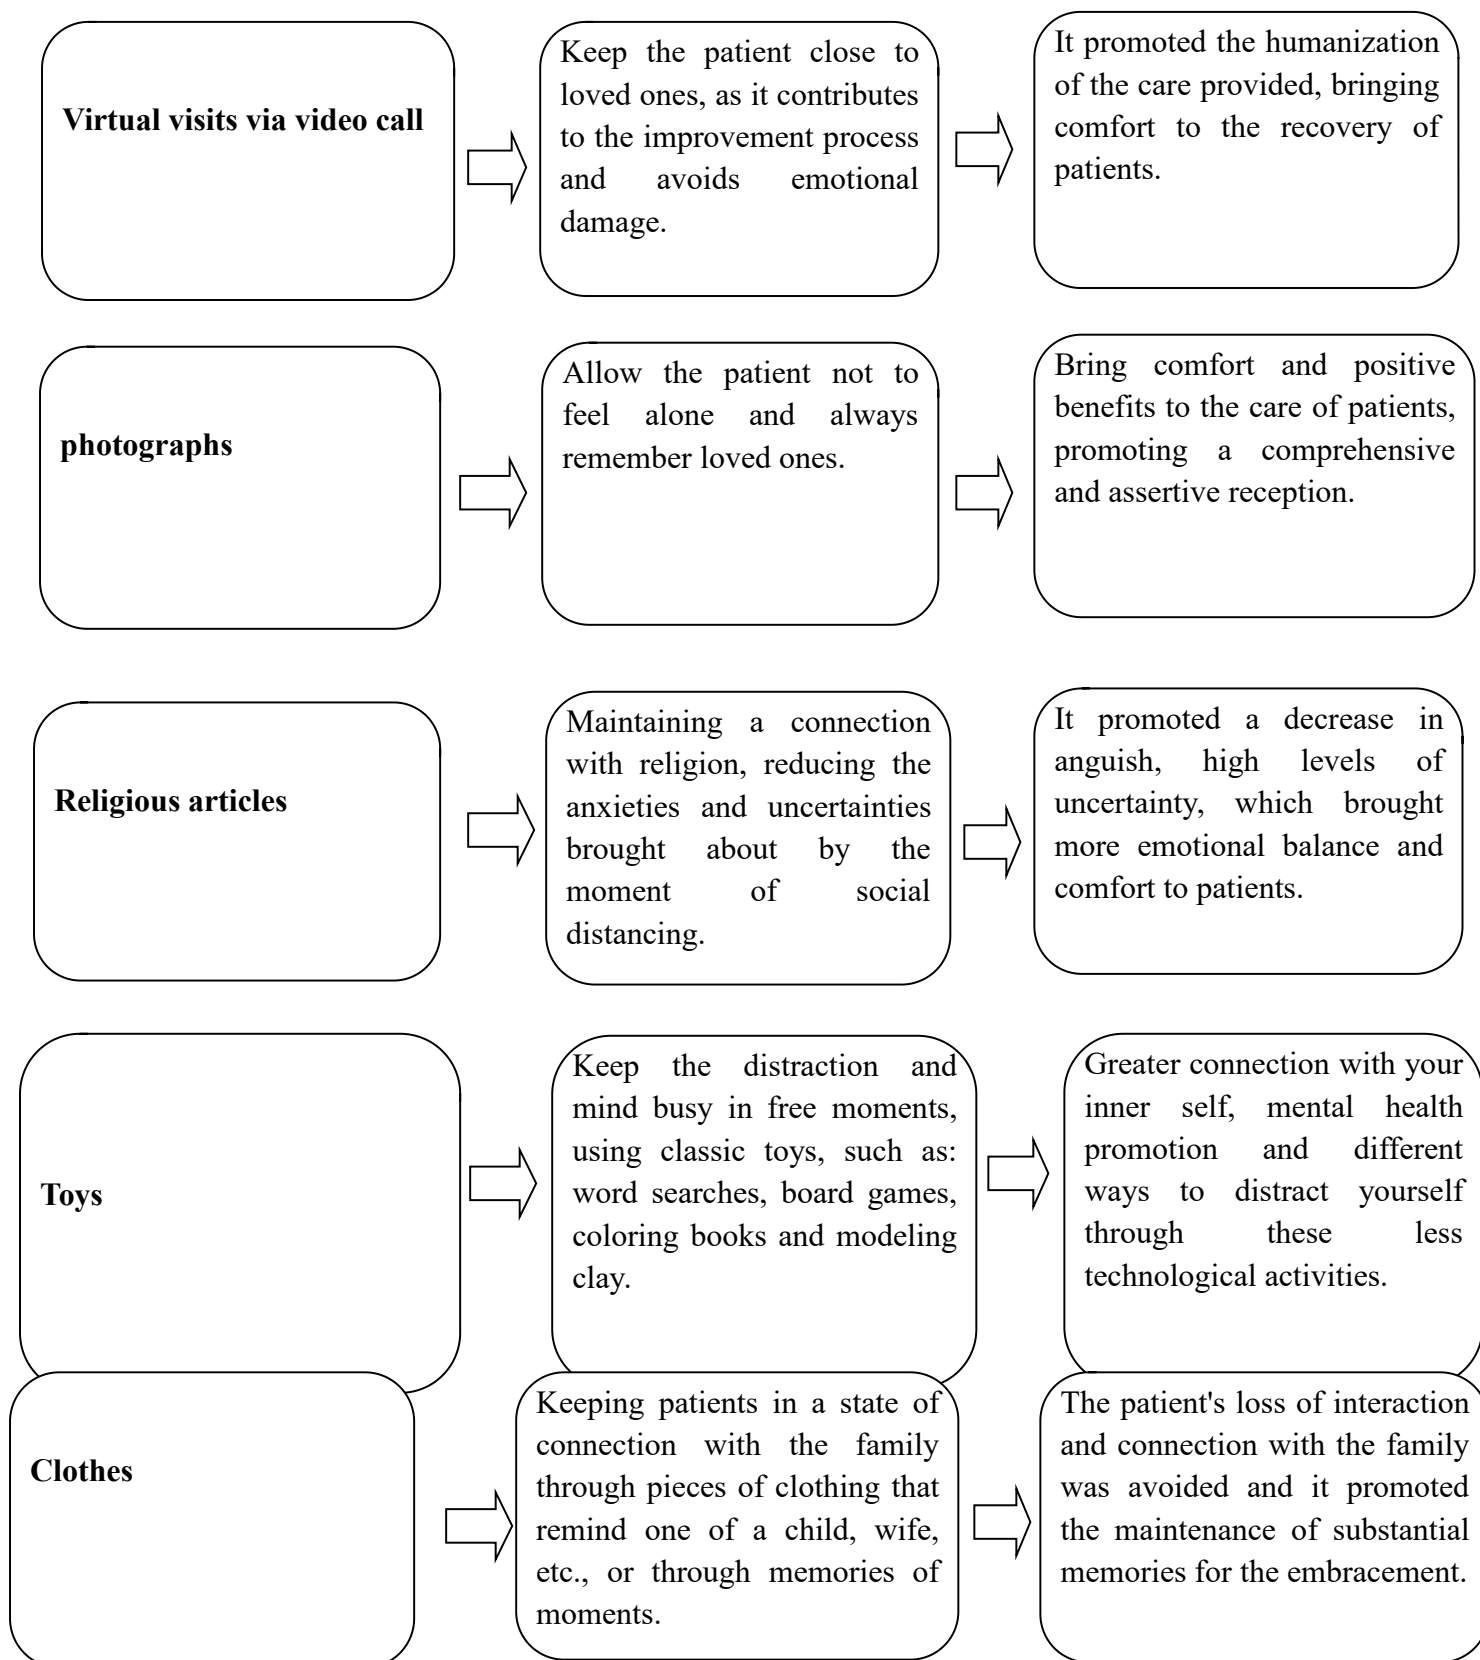 Virtual visits via video call
Keep the patient close to
loved ones, as it contributes
to the improvement process
and avoids emotional
damage.
It promoted the humanization
of the care provided, bringing
comfort to the recovery of
patients.
photographs
Allow the patient not to
feel alone and always
remember loved ones.
Bring comfort and positive
benefits to the care of patients,
promoting a comprehensive
and assertive reception.
Religious articles
Maintaining a connection
with religion, reducing the
anxieties and uncertainties
brought about by the
moment of social
distancing.
It promoted a decrease in
anguish, high levels of
uncertainty, which brought
more emotional balance and
comfort to patients.
Toys
Keep the distraction and
mind busy in free moments,
using classic toys, such as:
word searches, board games,
coloring books and modeling
clay.
Greater connection with your
inner self, mental health
promotion and different
ways to distract yourself
through these less
technological activities.
Clothes
Keeping patients in a state of
connection with the family
through pieces of clothing that
remind one of a child, wife,
etc., or through memories of
moments.
The patient's loss of interaction
and connection with the family
was avoided and it promoted
the maintenance of substantial
memories for the embracement.